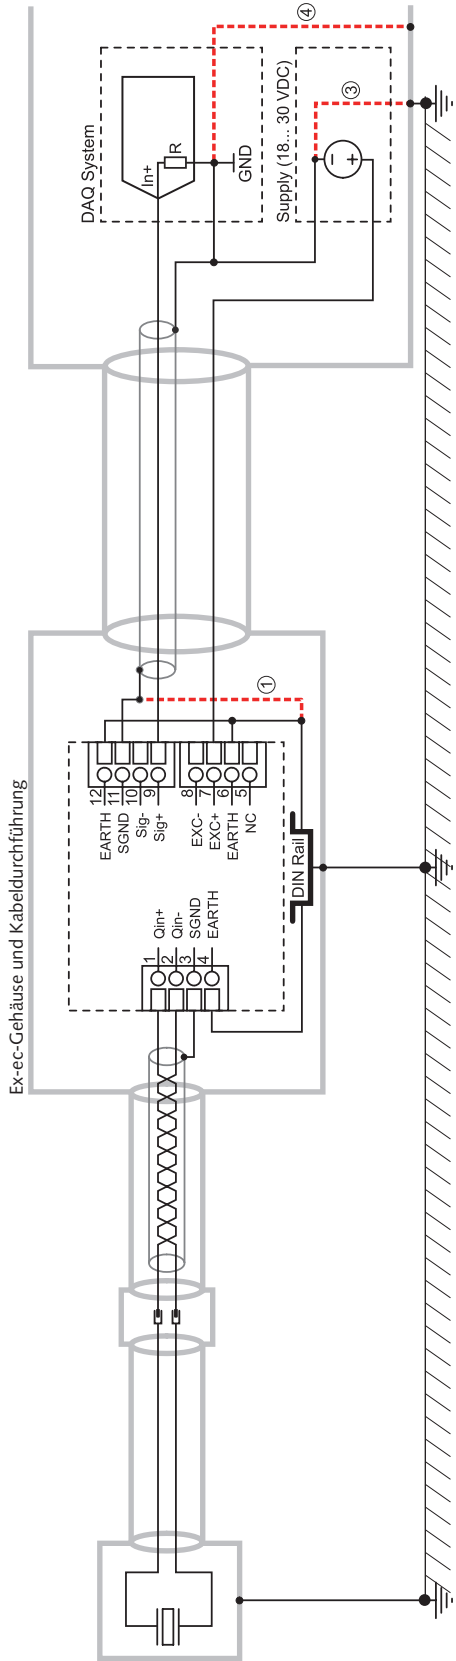 ④
DAQ System
In+
R
GND
Supply (18... 30 VDC)
③
–
+
①
12
11
10
9
EARTH
SGND
Sig-
Sig+
8
7
6
5
EXC-
EXC+
EARTH
NC
Ex-ec-Gehäuse und Kabeldurchführung
DIN Rail
Qin+
Qin-
SGND
EARTH
1
2
3
4